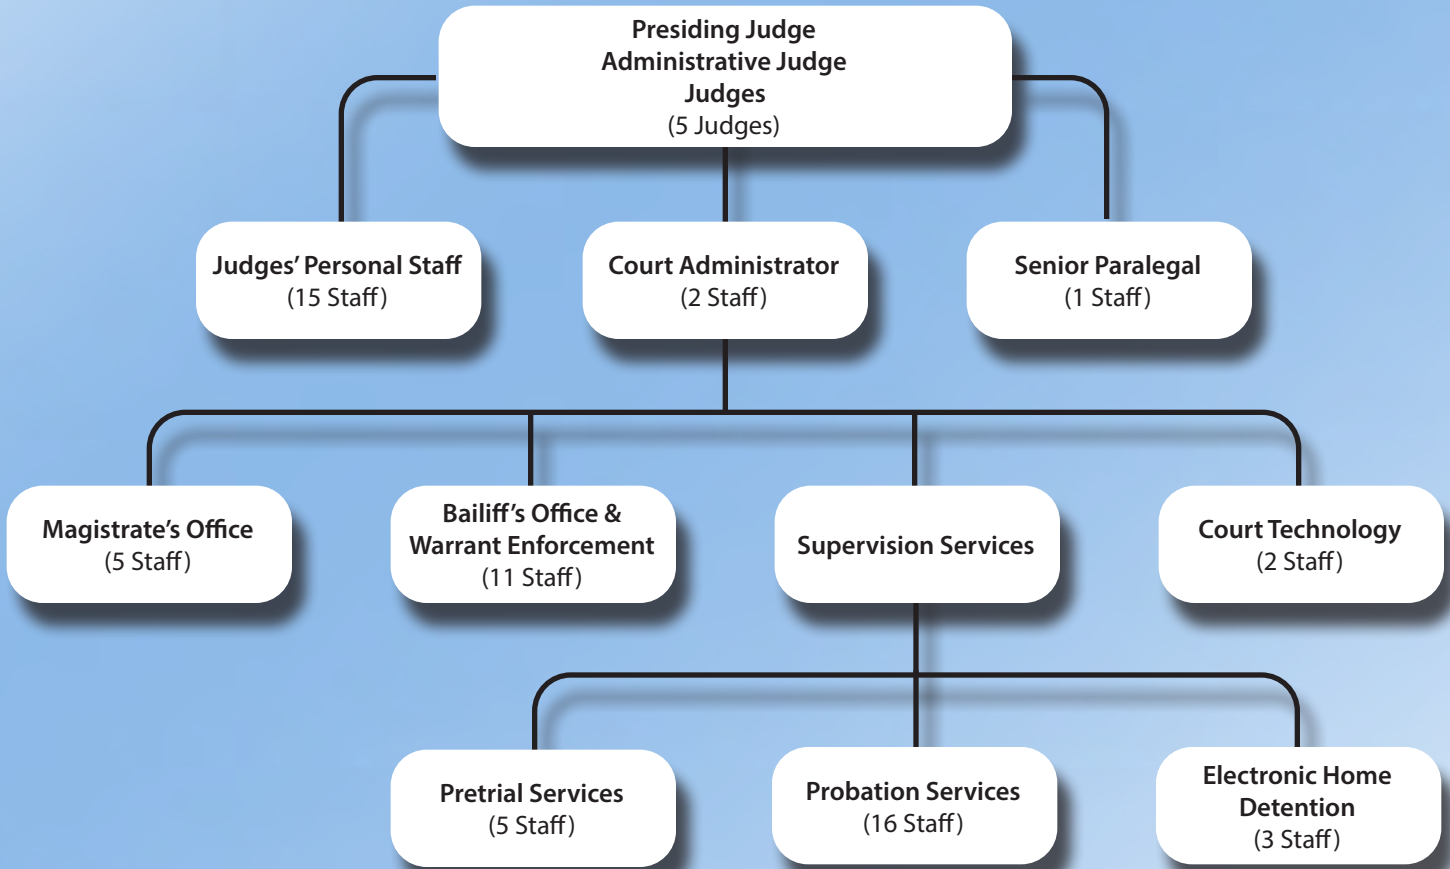 Presiding Judge
Administrative Judge
Judges
(5 Judges)
Judges’ Personal Staff
(15 Staff)
Court Administrator
(2 Staff)
Senior Paralegal
(1 Staff)
Magistrate’s Office
(5 Staff)
Bailiff’s Office &
Warrant Enforcement
(11 Staff)
Supervision Services
Court Technology
(2 Staff)
Pretrial Services
(5 Staff)
Probation Services
(16 Staff)
Electronic Home
Detention
(3 Staff)